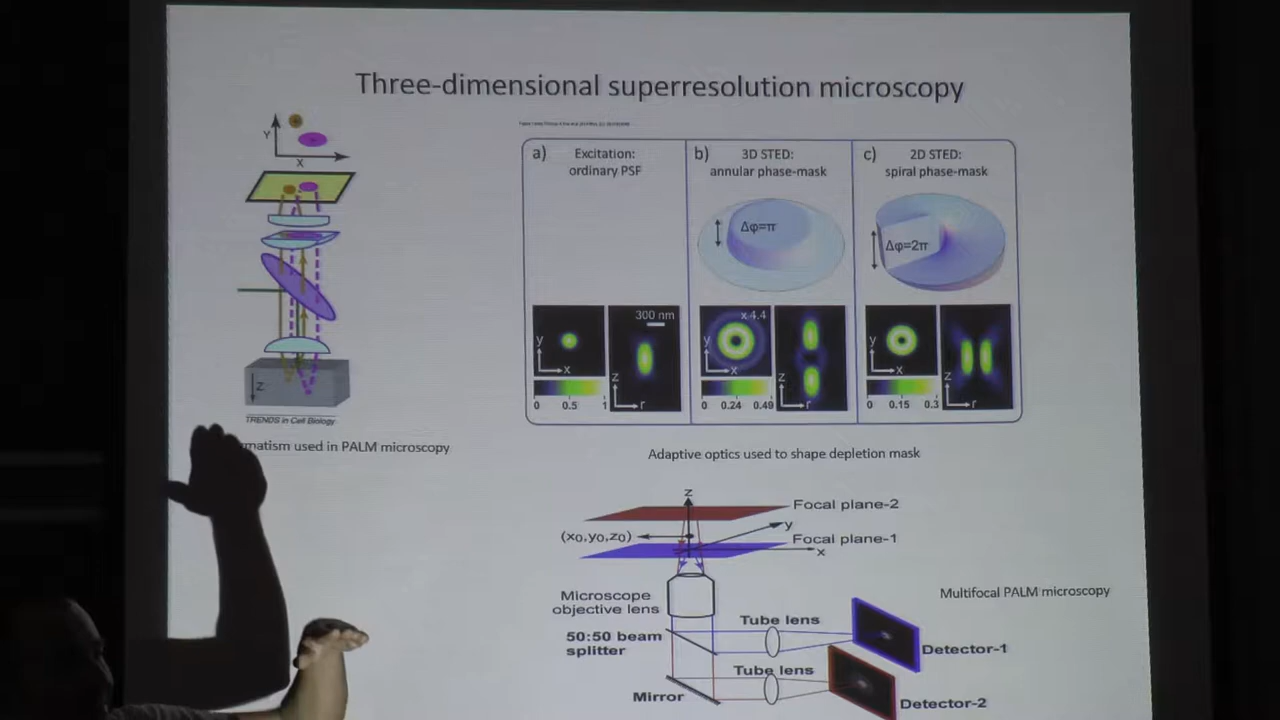 Three-dimensional superresolution microscopy
Y
X
z
TRENDS in Cell Biology
matism used in PALM microscopy
a) Excitation:
ordinary PSF
b) 3D STED:
annular phase-mask
c) 2D STED:
spiral phase-mask
Δφ=π
Δφ=2π
y
x
300 nm
z
r
0 0.5 1
y
x
x 4.4
z
r
0 0.24 0.49
y
x
z
r
0 0.15 0.3
Adaptive optics used to shape depletion mask
z
Focal plane-2
y
(x₀,y₀,z₀)
Focal plane-1
x
Microscope
objective lens
Multifocal PALM microscopy
Tube lens
50:50 beam
splitter
Detector-1
Tube lens
Mirror
Detector-2